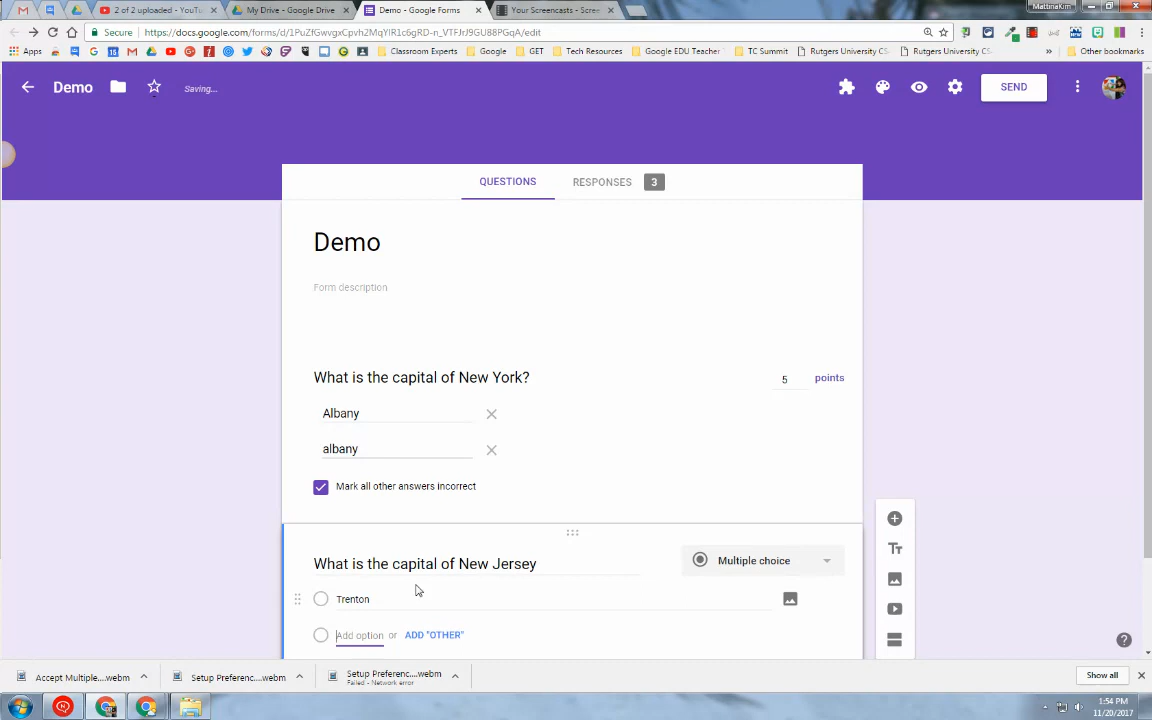 MattinaKim
2 of 2 uploaded - YouTu
My Drive - Google Drive
Demo - Google Forms
Your Screencasts - Scree
Secure
https://docs.google.com/forms/d/1PuZfGwvgxCpvh2MqYlR1c6gRD-n_VTFJrJ9GU88PGqA/edit
Apps
Classroom Experts
Google
GET
Tech Resources
Google EDU Teacher
TC Summit
Rutgers University CS
Rutgers University CS
»
Other bookmarks
Demo
Saving...
SEND
QUESTIONS
RESPONSES
3
Demo
Form description
What is the capital of New York?
5
points
Albany
albany
Mark all other answers incorrect
What is the capital of New Jersey
Multiple choice
Trenton
Add option
or
ADD "OTHER"
Accept Multiple....webm
Setup Preferenc...webm
Setup Preferenc....webm
Failed - Network error
Show all
1:54 PM
11/20/2017